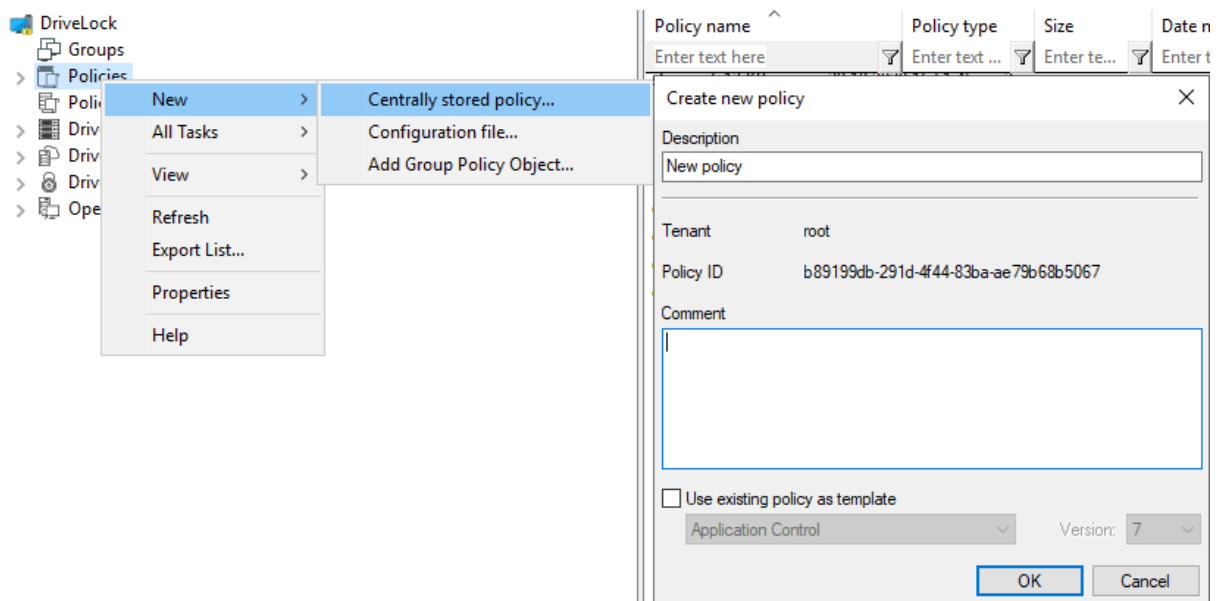 DriveLock
Groups
Policies
Poli
Driv
Driv
Driv
Ope
New
All Tasks
View
Refresh
Export List...
Properties
Help
Centrally stored policy...
Configuration file...
Add Group Policy Object...
Policy name Policy type Size Date n
Enter text here Enter text ... Enter te... Enter t
Create new policy
Description
New policy
Tenant root
Policy ID b89199db-291d-4f44-83ba-ae79b68b5067
Comment
Use existing policy as template
Application Control Version: 7
OK Cancel